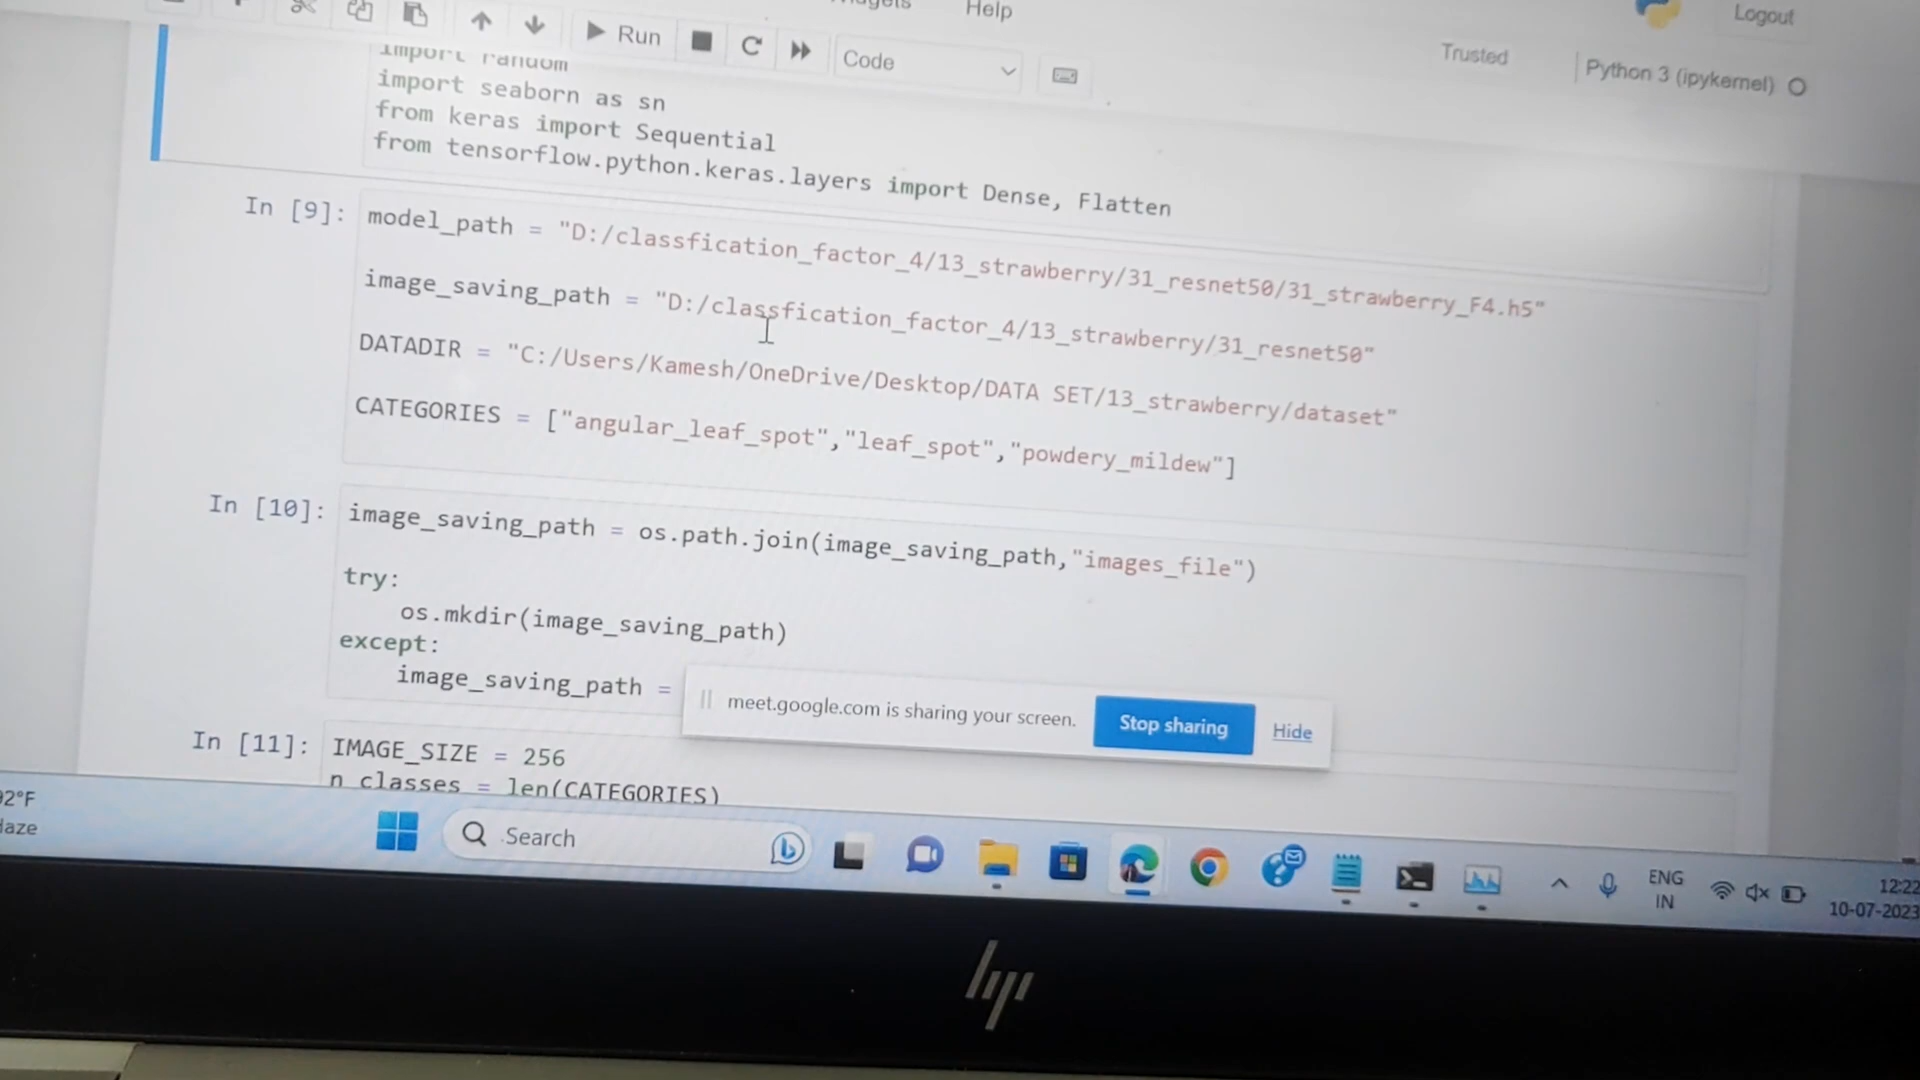 Help
Logout
Run
Code
Trusted
Python 3 (ipykernel)
import random
import seaborn as sn
from keras import Sequential
from tensorflow.python.keras.layers import Dense, Flatten
In [9]:
model_path = "D:/classfication_factor_4/13_strawberry/31_resnet50/31_strawberry_F4.h5"
image_saving_path = "D:/classfication_factor_4/13_strawberry/31_resnet50"
DATADIR = "C:/Users/Kamesh/OneDrive/Desktop/DATA SET/13_strawberry/dataset"
CATEGORIES = ["angular_leaf_spot","leaf_spot","powdery_mildew"]
In [10]:
image_saving_path = os.path.join(image_saving_path,"images_file")
try:
os.mkdir(image_saving_path)
except:
image_saving_path =
meet.google.com is sharing your screen.
Stop sharing
Hide
In [11]:
IMAGE_SIZE = 256
n_classes = len(CATEGORIES)
Search
ENG
IN
12:22
10-07-2023
hp